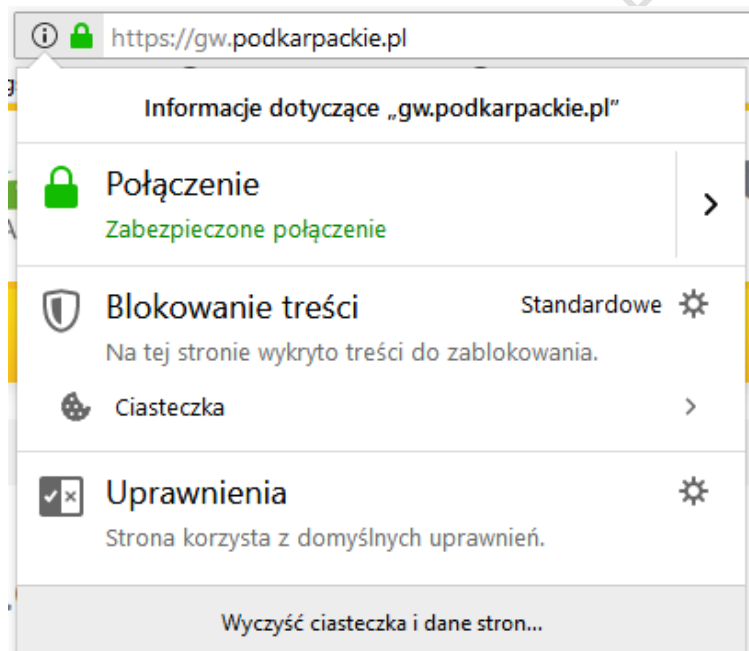 https://gw.podkarpackie.pl
Informacje dotyczące „gw.podkarpackie.pl”
Połączenie
Zabezpieczone połączenie
Blokowanie treści Standardowe
Na tej stronie wykryto treści do zablokowania.
Ciasteczka
Uprawnienia
Strona korzysta z domyślnych uprawnień.
Wyczyść ciasteczka i dane stron...